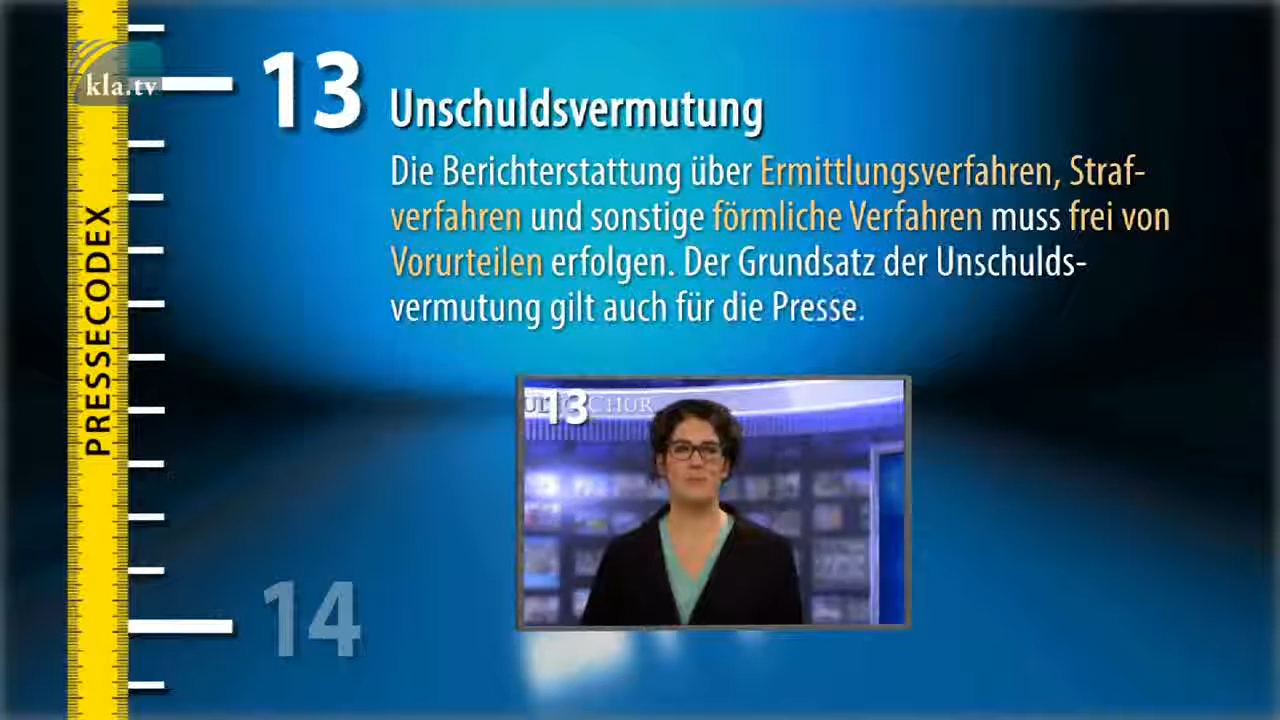 kla.tv
PRESSECODEX
13 Unschuldsvermutung
Die Berichterstattung über Ermittlungsverfahren, Straf-
verfahren und sonstige förmliche Verfahren muss frei von
Vorurteilen erfolgen. Der Grundsatz der Unschulds-
vermutung gilt auch für die Presse.
13
CHUR
14